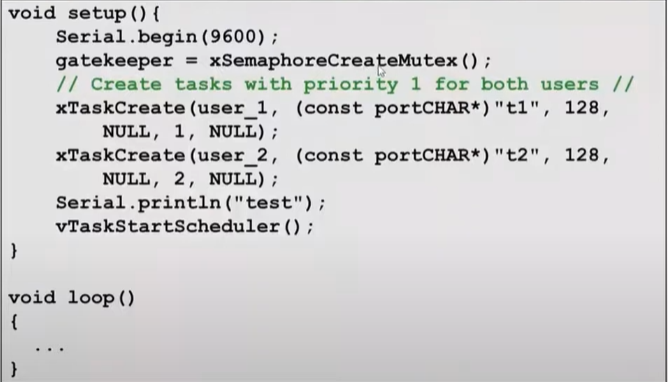 void setup(){
Serial.begin(9600);
gatekeeper = xSemaphoreCreateMutex();
// Create tasks with priority 1 for both users //
xTaskCreate(user_1, (const portCHAR*)"t1", 128,
NULL, 1, NULL);
xTaskCreate(user_2, (const portCHAR*)"t2", 128,
NULL, 2, NULL);
Serial.println("test");
vTaskStartScheduler();
}
void loop()
{
...
}